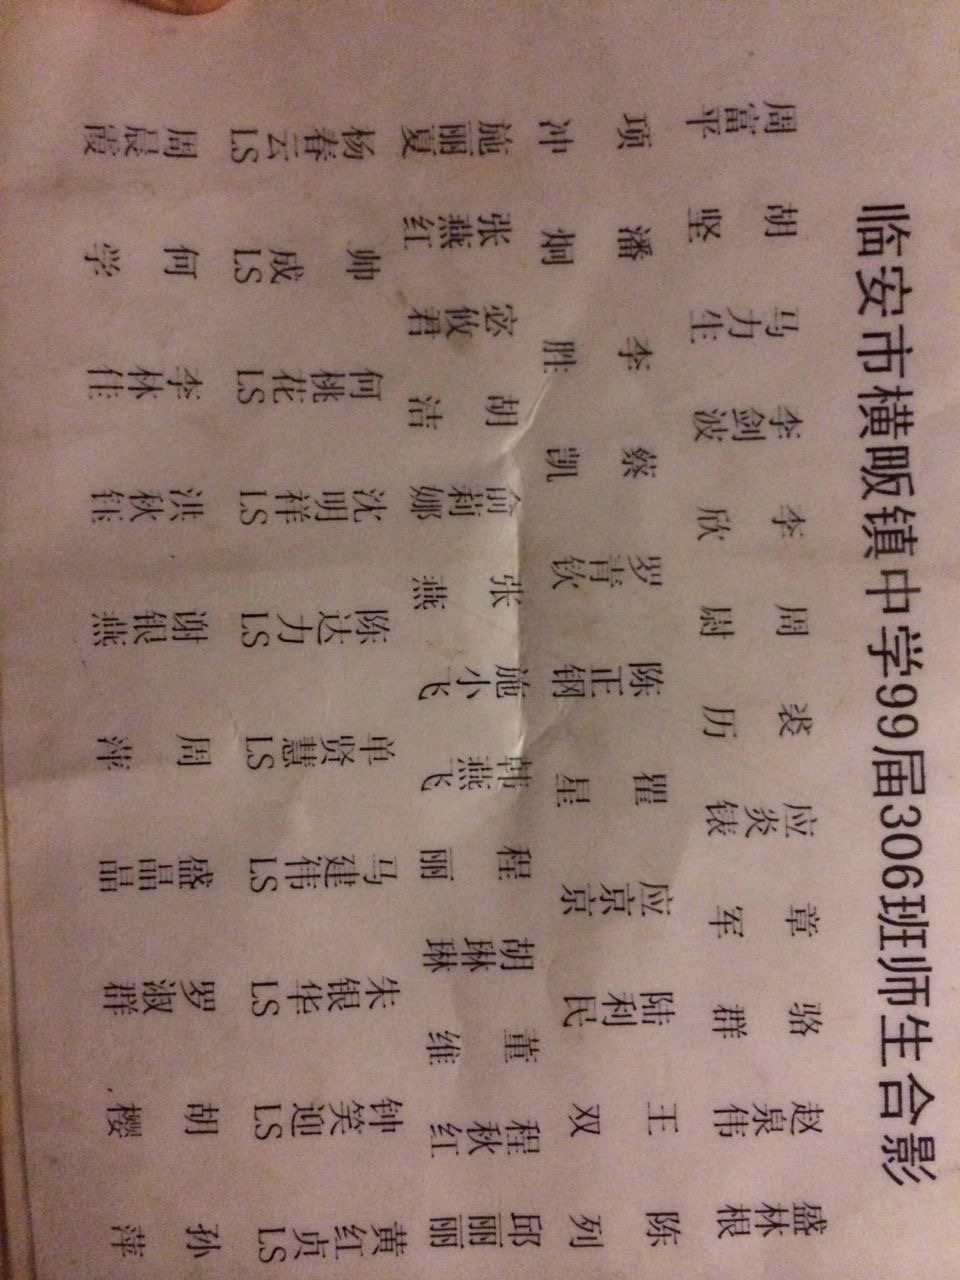 临安市横畈镇中学99届306班师生合影
周富平 胡坚 马力生 李剑波 李欣 周尉 裘历 应炎 章军 骆群 赵泉伟 盛林根
项冲 潘炯 李胜 蔡凯 罗青钦 陈正钢 瞿星 应京京 陆利民 王双 陈列
施丽夏 张燕红 宓攸君 胡洁 俞莉娜 张燕 施小飞 韩燕飞 程丽 胡琳琳 董维 程秋红 邱丽丽
杨春云LS 帅成LS 何桃花LS 沈明祥LS 陈达力LS 单贤慧LS 马建伟LS 朱银华LS 钟笑迎LS 黄红贞LS
周晨霞 何学 李林佳 洪秋钰 谢银燕 周萍 盛晶晶 罗淑群 胡樱 孙萍